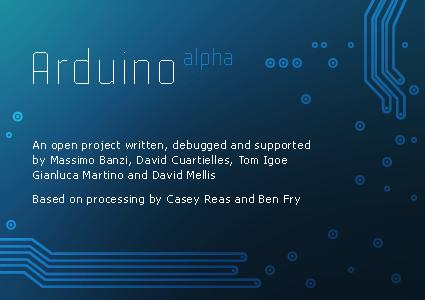 Arduino alpha
An open project written, debugged and supported
by Massimo Banzi, David Cuartielles, Tom Igoe
Gianluca Martino and David Mellis
Based on processing by Casey Reas and Ben Fry